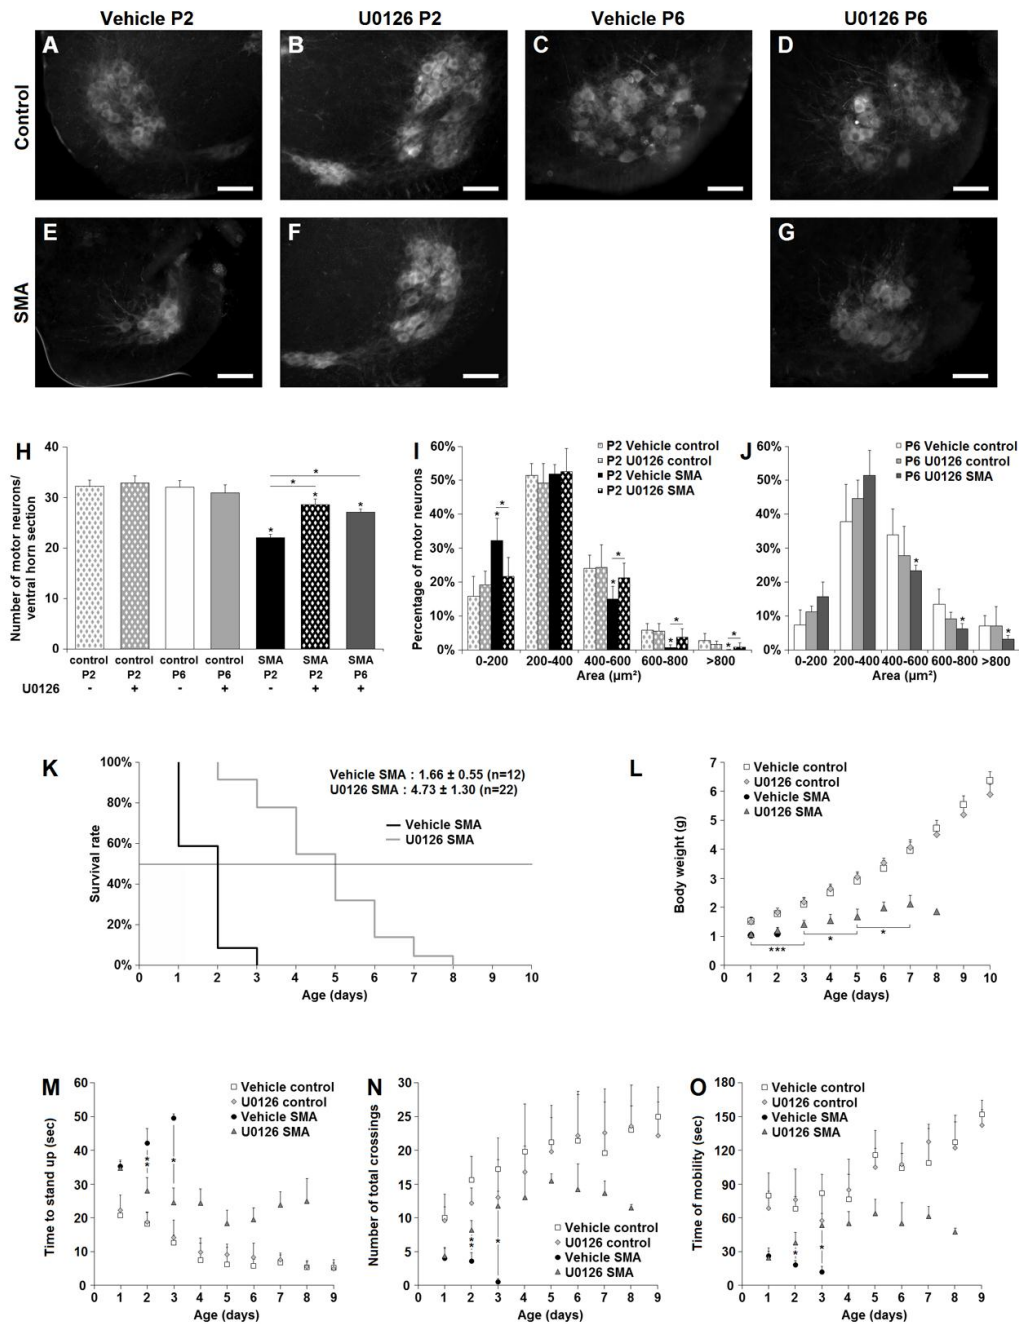 Vehicle P2 U0126 P2 Vehicle P6 U0126 P6
Control
A B C D
SMA
E F G
H
Number of motor neurons/
ventral horn section
40
30
20
10
0
* * * * *
control control control control SMA SMA SMA
P2 P2 P6 P6 P2 P2 P6
U0126 - + - + - + +
I
Percentage of motor neurons
60%
50%
40%
30%
20%
10%
0%
P2 Vehicle control
P2 U0126 control
P2 Vehicle SMA
P2 U0126 SMA
* * * * * * *
0-200 200-400 400-600 600-800 >800
Area (µm²)
J
60%
50%
40%
30%
20%
10%
0%
P6 Vehicle control
P6 U0126 control
P6 U0126 SMA
* * *
0-200 200-400 400-600 600-800 >800
Area (µm²)
K
Survival rate
100%
80%
60%
40%
20%
0%
Vehicle SMA : 1.66 ± 0.55 (n=12)
U0126 SMA : 4.73 ± 1.30 (n=22)
Vehicle SMA
U0126 SMA
0 1 2 3 4 5 6 7 8 9 10
Age (days)
L
Body weight (g)
7
6
5
4
3
2
1
0
Vehicle control
U0126 control
Vehicle SMA
U0126 SMA
*** * *
0 1 2 3 4 5 6 7 8 9 10
Age (days)
M
Time to stand up (sec)
60
50
40
30
20
10
0
Vehicle control
U0126 control
Vehicle SMA
U0126 SMA
** *
0 1 2 3 4 5 6 7 8 9
Age (days)
N
Number of total crossings
30
25
20
15
10
5
0
Vehicle control
U0126 control
Vehicle SMA
U0126 SMA
** *
0 1 2 3 4 5 6 7 8 9
Age (days)
O
Time of mobility (sec)
180
150
120
90
60
30
0
Vehicle control
U0126 control
Vehicle SMA
U0126 SMA
* *
0 1 2 3 4 5 6 7 8 9
Age (days)